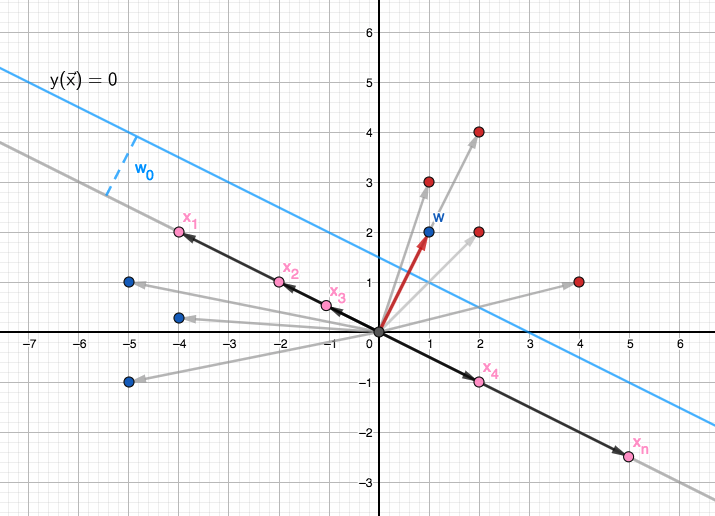 6
5
y(x⃗) = 0
4
w₀
3
x₁
w
2
x₂
1
x₃
−7 −6 −5 −4 −3 −2 −1 0 1 2 3 4 5 6
x₄
−1
−2
xₙ
−3